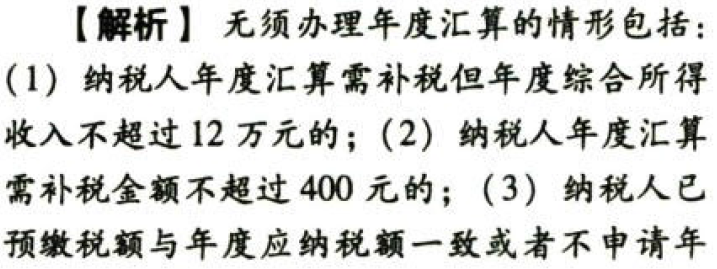 【解析】 无须办理年度汇算的情形包括：
(1) 纳税人年度汇算需补税但年度综合所得
收入不超过 12 万元的；(2) 纳税人年度汇算
需补税金额不超过 400 元的；(3) 纳税人已
预缴税额与年度应纳税额一致或者不申请年